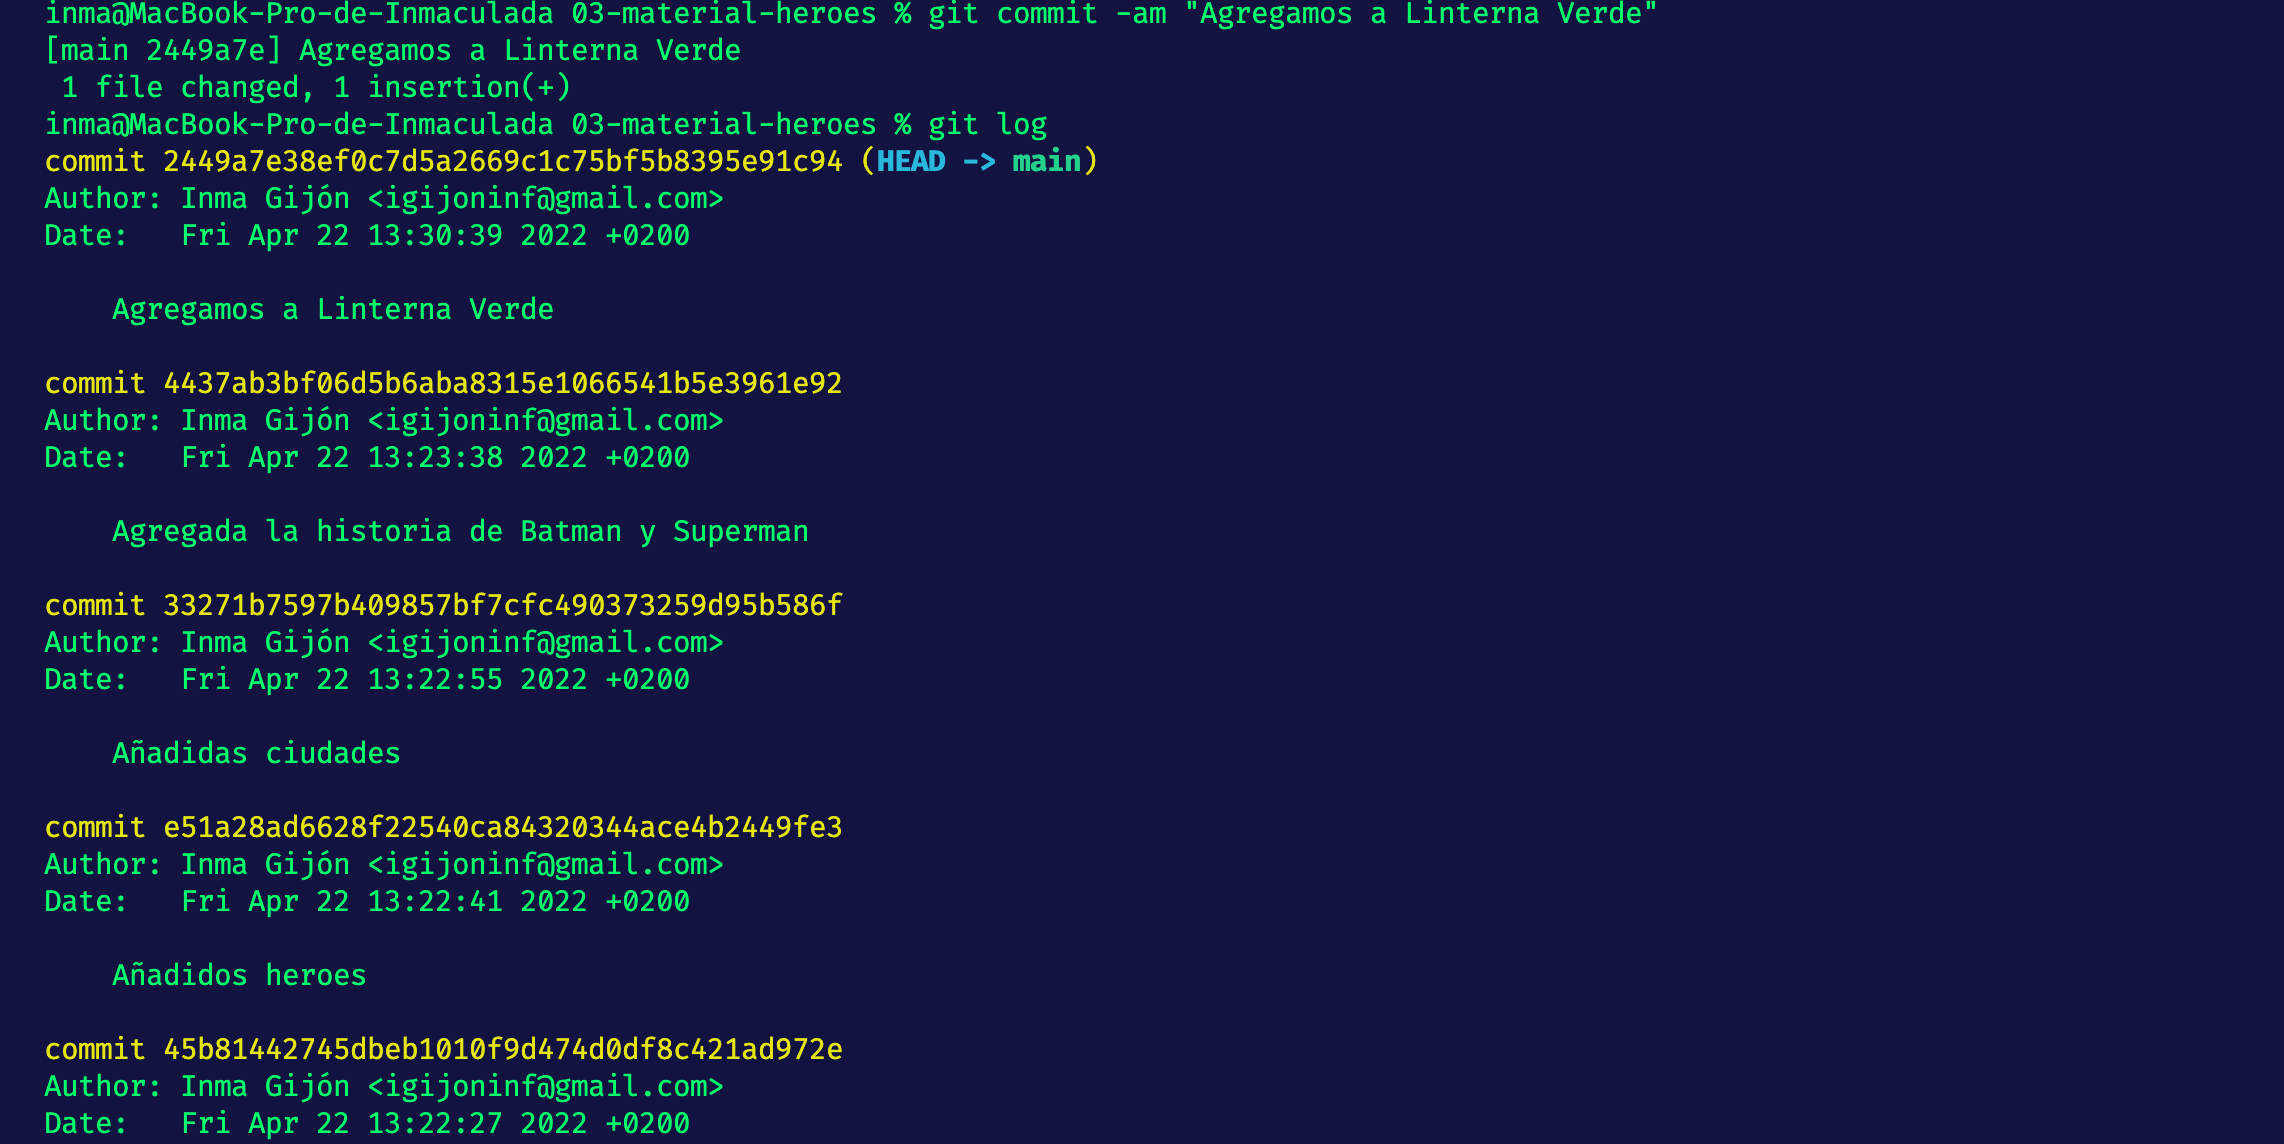 inma@MacBook-Pro-de-Inmaculada 03-material-heroes % git commit -am "Agregamos a Linterna Verde"
[main 2449a7e] Agregamos a Linterna Verde
 1 file changed, 1 insertion(+)
inma@MacBook-Pro-de-Inmaculada 03-material-heroes % git log
commit 2449a7e38ef0c7d5a2669c1c75bf5b8395e91c94 (HEAD -> main)
Author: Inma Gijón <igijoninf@gmail.com>
Date:   Fri Apr 22 13:30:39 2022 +0200
    Agregamos a Linterna Verde
commit 4437ab3bf06d5b6aba8315e1066541b5e3961e92
Author: Inma Gijón <igijoninf@gmail.com>
Date:   Fri Apr 22 13:23:38 2022 +0200
    Agregada la historia de Batman y Superman
commit 33271b7597b409857bf7cfc490373259d95b586f
Author: Inma Gijón <igijoninf@gmail.com>
Date:   Fri Apr 22 13:22:55 2022 +0200
    Añadidas ciudades
commit e51a28ad6628f22540ca84320344ace4b2449fe3
Author: Inma Gijón <igijoninf@gmail.com>
Date:   Fri Apr 22 13:22:41 2022 +0200
    Añadidos heroes
commit 45b81442745dbeb1010f9d474d0df8c421ad972e
Author: Inma Gijón <igijoninf@gmail.com>
Date:   Fri Apr 22 13:22:27 2022 +0200